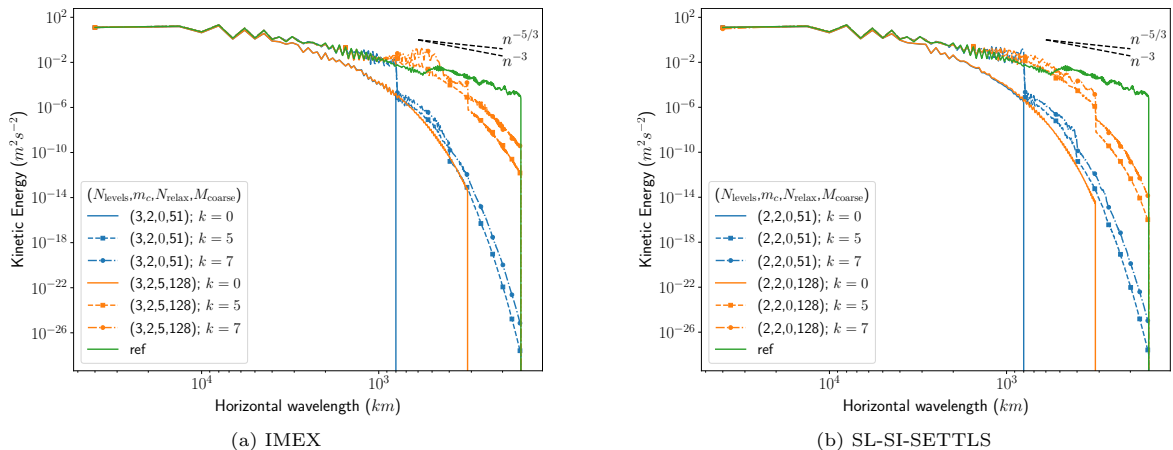 10^2
10^{-2}
10^{-6}
10^{-10}
10^{-14}
10^{-18}
10^{-22}
10^{-26}
Kinetic Energy (m^2s^{-2})
n^{-5/3}
n^{-3}
(N_levels,m_c,N_relax,M_coarse)
(3,2,0,51); k = 0
(3,2,0,51); k = 5
(3,2,0,51); k = 7
(3,2,5,128); k = 0
(3,2,5,128); k = 5
(3,2,5,128); k = 7
ref
10^4
10^3
Horizontal wavelength (km)
(a) IMEX
10^2
10^{-2}
10^{-6}
10^{-10}
10^{-14}
10^{-18}
10^{-22}
10^{-26}
Kinetic Energy (m^2s^{-2})
n^{-5/3}
n^{-3}
(N_levels,m_c,N_relax,M_coarse)
(2,2,0,51); k = 0
(2,2,0,51); k = 5
(2,2,0,51); k = 7
(2,2,0,128); k = 0
(2,2,0,128); k = 5
(2,2,0,128); k = 7
ref
10^4
10^3
Horizontal wavelength (km)
(b) SL-SI-SETTLS